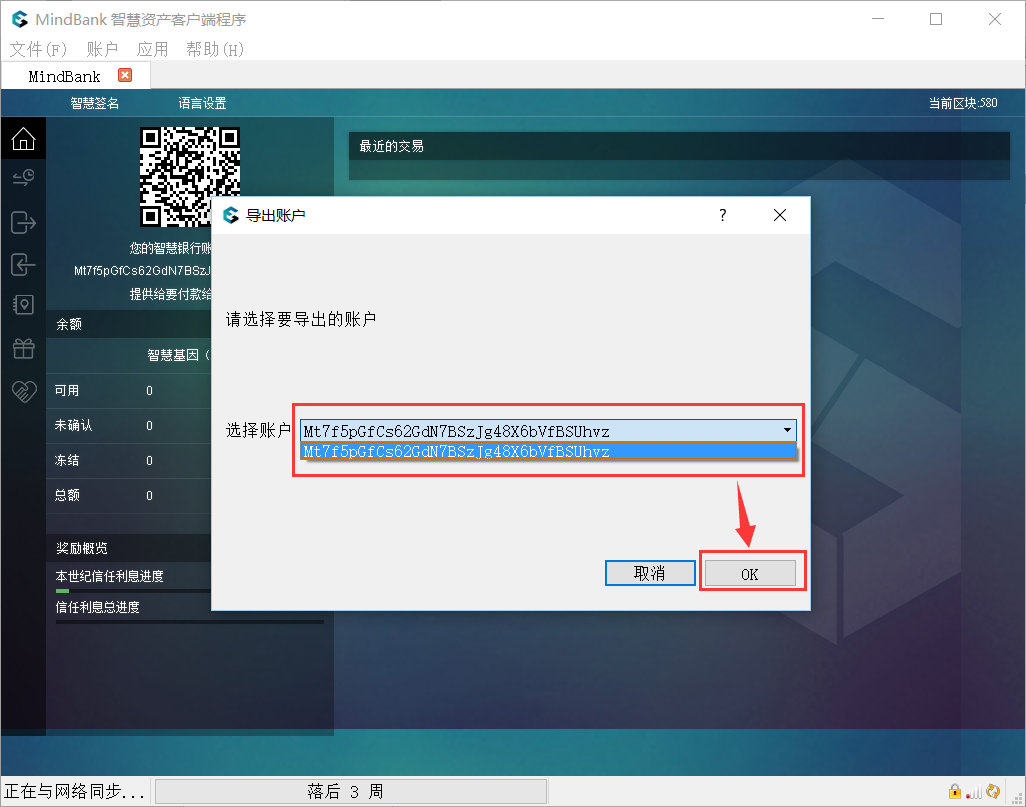 MindBank 智慧资产客户端程序
文件(F) 账户 应用 帮助(H)
MindBank
智慧签名 语言设置 当前区块:580
最近的交易
您的智慧银行账
Mt7f5pGfCs62GdN7BSzJ
提供给要付款给
余额
智慧基因（
可用 0
未确认 0
冻结 0
总额 0
奖励概览
本世纪信任利息进度
信任利息总进度
导出账户 ?
请选择要导出的账户
选择账户 Mt7f5pGfCs62GdN7BSzJg48X6bVfBSUhvz
Mt7f5pGfCs62GdN7BSzJg48X6bVfBSUhvz
取消 OK
正在与网络同步... 落后 3 周